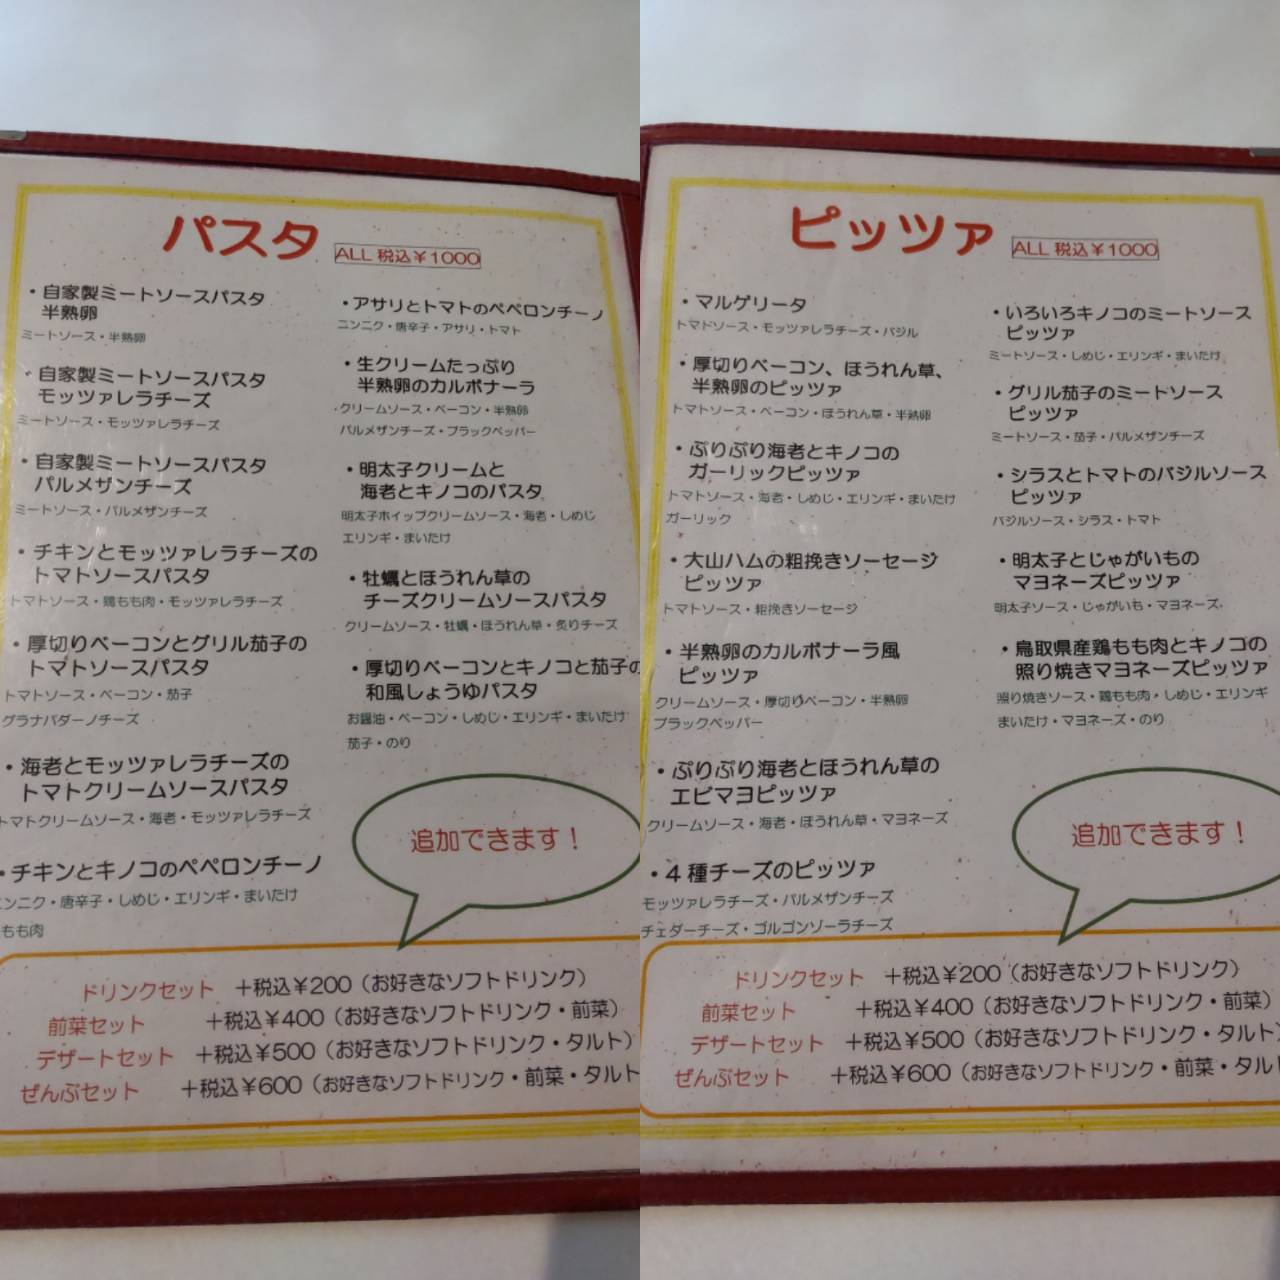 パスタ
ALL 税込￥1000
・自家製ミートソースパスタ
半熟卵
ミートソース・半熟卵
・自家製ミートソースパスタ
モッツァレラチーズ
ミートソース・モッツァレラチーズ
・自家製ミートソースパスタ
パルメザンチーズ
ミートソース・パルメザンチーズ
・チキンとモッツァレラチーズの
トマトソースパスタ
トマトソース・鶏もも肉・モッツァレラチーズ
・厚切りベーコンとグリル茄子の
トマトソースパスタ
トマトソース・ベーコン・茄子
グラナパダーノチーズ
・海老とモッツァレラチーズの
トマトクリームソースパスタ
トマトクリームソース・海老・モッツァレラチーズ
・チキンとキノコのペペロンチーノ
ニンニク・唐辛子・しめじ・エリンギ・まいたけ
もも肉
・アサリとトマトのペペロンチーノ
ニンニク・唐辛子・アサリ・トマト
・生クリームたっぷり
半熟卵のカルボナーラ
クリームソース・ベーコン・半熟卵
パルメザンチーズ・ブラックペッパー
・明太子クリームと
海老とキノコのパスタ
明太子ホイップクリームソース・海老・しめじ
エリンギ・まいたけ
・牡蠣とほうれん草の
チーズクリームソースパスタ
クリームソース・牡蠣・ほうれん草・炙りチーズ
・厚切りベーコンとキノコと茄子の
和風しょうゆパスタ
お醤油・ベーコン・しめじ・エリンギ・まいたけ
茄子・のり
追加できます！
ドリンクセット ＋税込￥200（お好きなソフトドリンク）
前菜セット ＋税込￥400（お好きなソフトドリンク・前菜）
デザートセット ＋税込￥500（お好きなソフトドリンク・タルト）
ぜんぶセット ＋税込￥600（お好きなソフトドリンク・前菜・タルト
ピッツァ
ALL 税込￥1000
・マルゲリータ
トマトソース・モッツァレラチーズ・バジル
・厚切りベーコン、ほうれん草、
半熟卵のピッツァ
トマトソース・ベーコン・ほうれん草・半熟卵
・ぷりぷり海老とキノコの
ガーリックピッツァ
トマトソース・海老・しめじ・エリンギ・まいたけ
ガーリック
・大山ハムの粗挽きソーセージ
ピッツァ
トマトソース・粗挽きソーセージ
・半熟卵のカルボナーラ風
ピッツァ
クリームソース・厚切りベーコン・半熟卵
ブラックペッパー
・ぷりぷり海老とほうれん草の
エビマヨピッツァ
クリームソース・海老・ほうれん草・マヨネーズ
・４種チーズのピッツァ
モッツァレラチーズ・パルメザンチーズ
チェダーチーズ・ゴルゴンゾーラチーズ
・いろいろキノコのミートソース
ピッツァ
ミートソース・しめじ・エリンギ・まいたけ
・グリル茄子のミートソース
ピッツァ
ミートソース・茄子・パルメザンチーズ
・シラスとトマトのバジルソース
ピッツァ
バジルソース・シラス・トマト
・明太子とじゃがいもの
マヨネーズピッツァ
明太子ソース・じゃがいも・マヨネーズ
・鳥取県産鶏もも肉とキノコの
照り焼きマヨネーズピッツァ
照り焼きソース・鶏もも肉・しめじ・エリンギ
まいたけ・マヨネーズ・のり
追加できます！
ドリンクセット ＋税込￥200（お好きなソフトドリンク）
前菜セット ＋税込￥400（お好きなソフトドリンク・前菜）
デザートセット ＋税込￥500（お好きなソフトドリンク・タルト
ぜんぶセット ＋税込￥600（お好きなソフトドリンク・前菜・タル